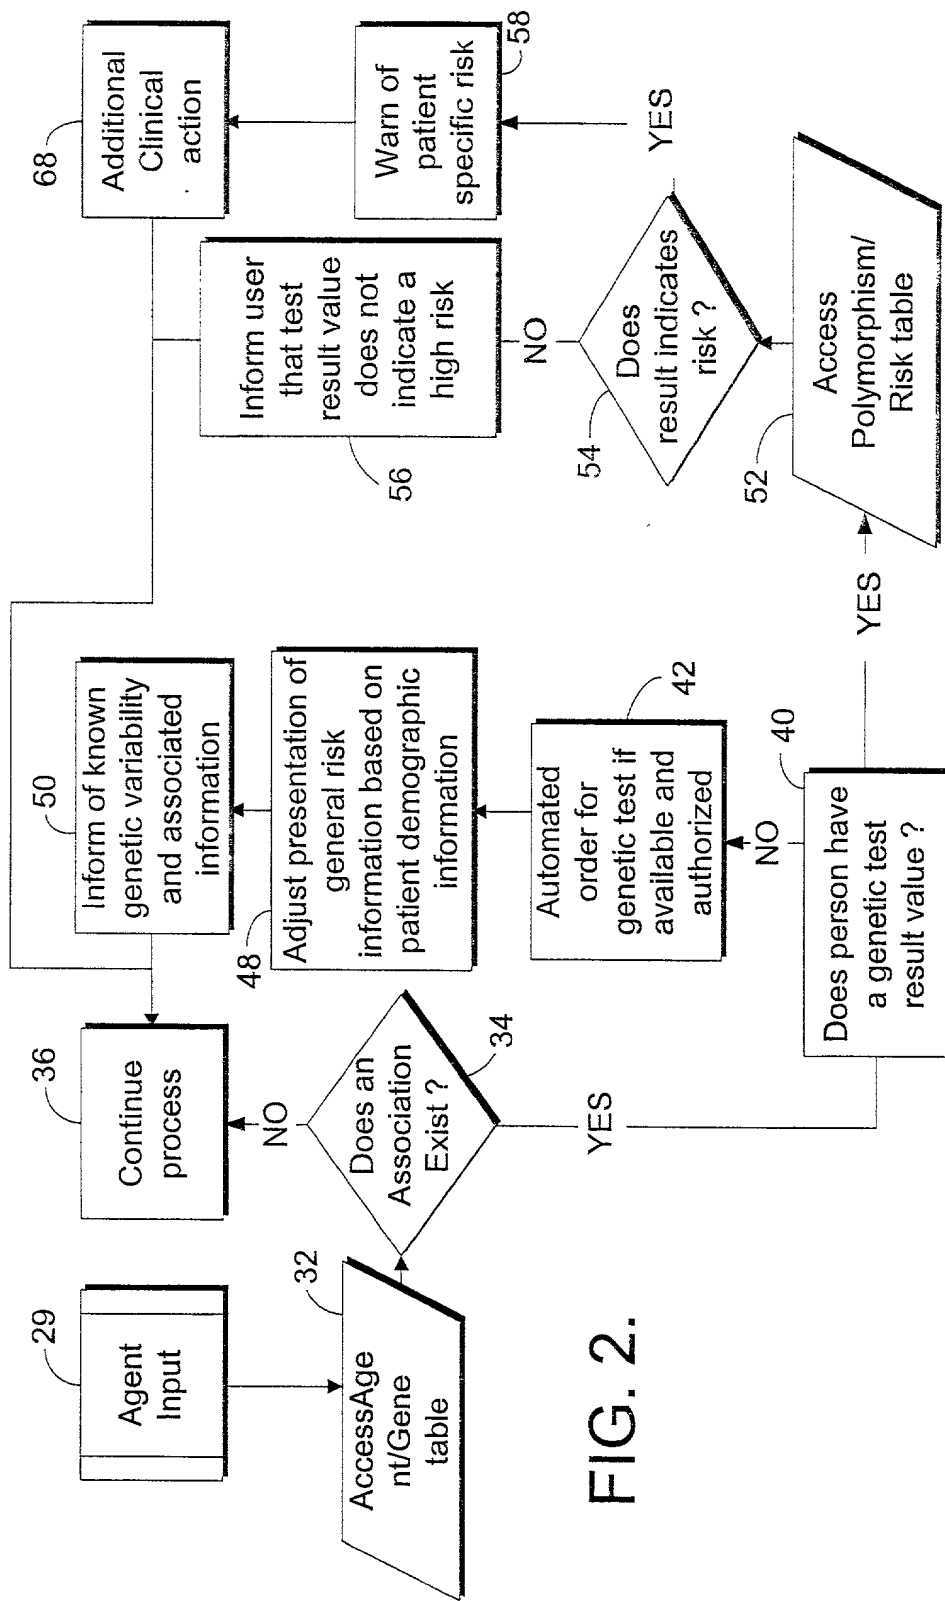 29
Agent
Input
32
AccessAge
nt/Gene
table
34
Does an
Association
Exist ?
NO
YES
36
Continue
process
40
Does person have
a genetic test
result value ?
NO
YES
42
Automated
order for
genetic test if
available and
authorized
48
Adjust presentation of
general risk
information based on
patient demographic
information
50
Inform of known
genetic variability
and associated
information
52
Access
Polymorphism/
Risk table
54
Does
result indicates
risk ?
NO
YES
56
Inform user
that test
result value
does not
indicate a
high risk
58
Warn of
patient
specific risk
68
Additional
Clinical
action
FIG. 2.